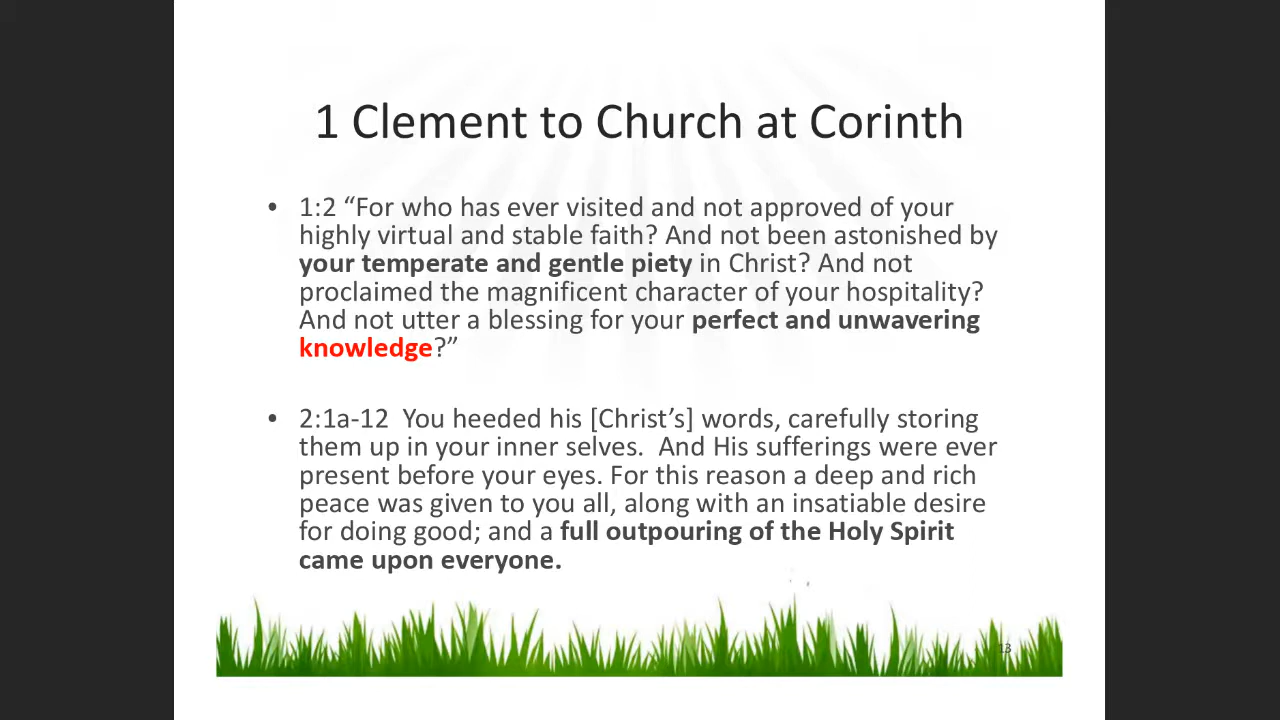 1 Clement to Church at Corinth
• 1:2 “For who has ever visited and not approved of your
highly virtual and stable faith? And not been astonished by
your temperate and gentle piety in Christ? And not
proclaimed the magnificent character of your hospitality?
And not utter a blessing for your perfect and unwavering
knowledge?”
• 2:1a-12  You heeded his [Christ’s] words, carefully storing
them up in your inner selves.  And His sufferings were ever
present before your eyes. For this reason a deep and rich
peace was given to you all, along with an insatiable desire
for doing good; and a full outpouring of the Holy Spirit
came upon everyone.
13